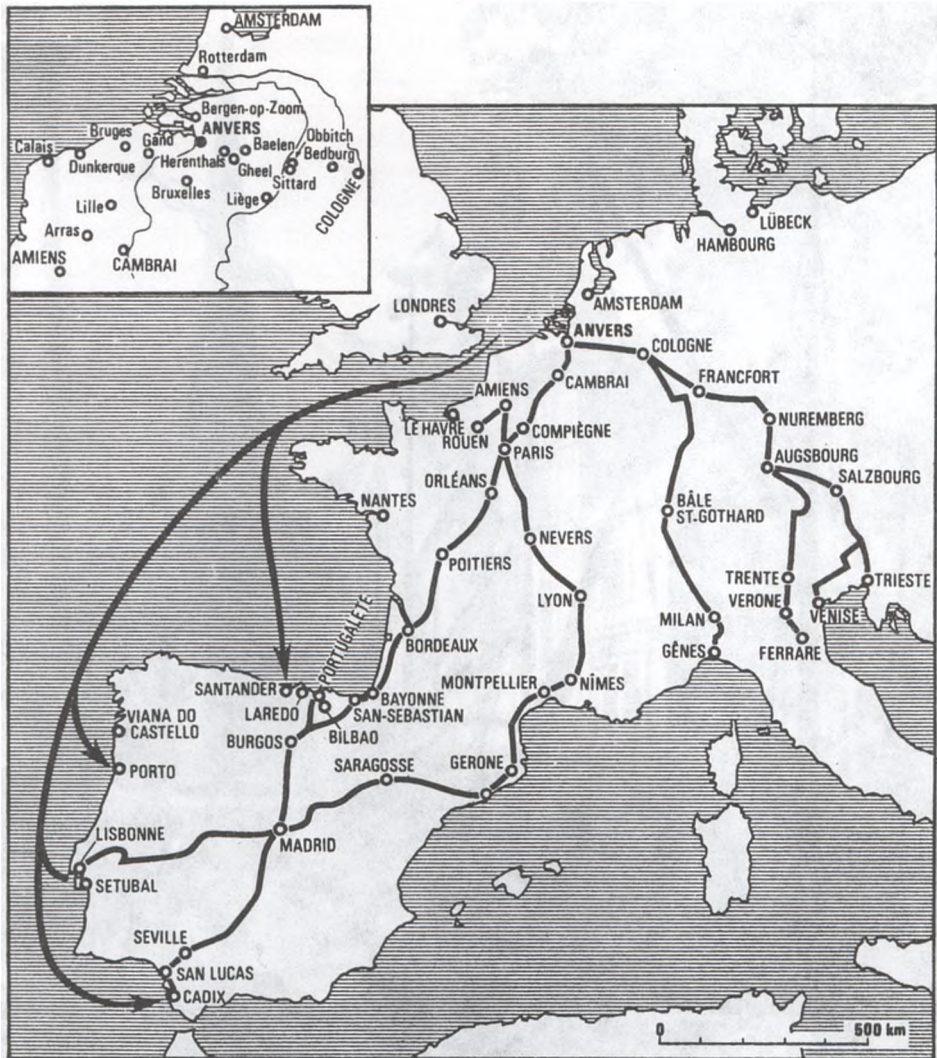 AMSTERDAM
Rotterdam
Bergen-op-Zoom
ANVERS
Bruges
Gand
Calais
Dunkerque
Herenthals
Baelen
Obbitch
Bedburg
Gheel
Sittard
Bruxelles
Liège
COLOGNE
Lille
Arras
AMIENS
CAMBRAI
LÜBECK
HAMBOURG
AMSTERDAM
LONDRES
ANVERS
COLOGNE
CAMBRAI
FRANCFORT
AMIENS
LE HAVRE
ROUEN
COMPIÈGNE
NUREMBERG
PARIS
AUGSBOURG
SALZBOURG
ORLÉANS
NANTES
BÂLE
ST-GOTHARD
NEVERS
POITIERS
TRENTE
TRIESTE
LYON
VERONE
VENISE
MILAN
BORDEAUX
GÊNES
FERRARE
PORTUGALETE
SANTANDER
LAREDO
BAYONNE
SAN-SEBASTIAN
MONTPELLIER
NÎMES
VIANA DO
CASTELLO
BURGOS
BILBAO
PORTO
SARAGOSSE
GERONE
LISBONNE
MADRID
SETUBAL
SEVILLE
SAN LUCAS
CADIX
0 500 km